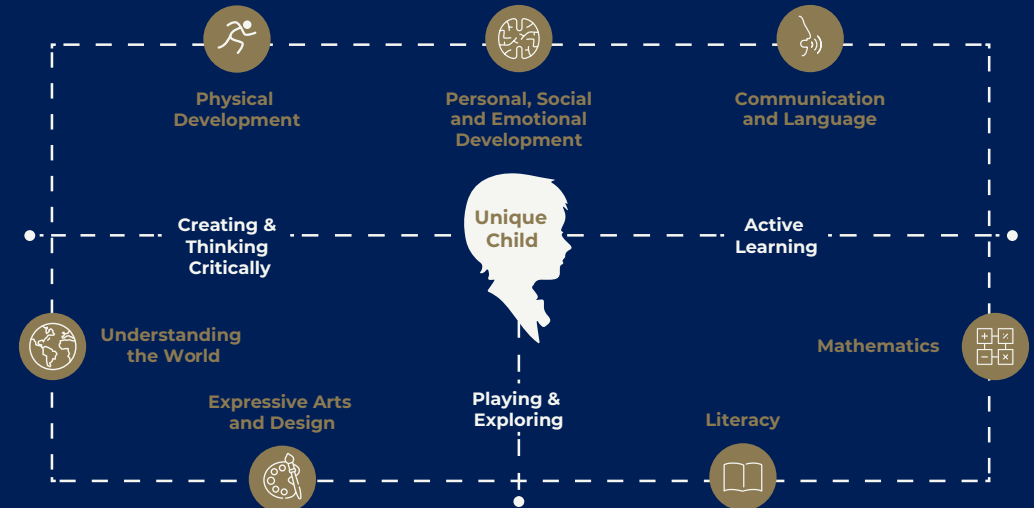 Physical
Development
Personal, Social
and Emotional
Development
Communication
and Language
Creating &
Thinking
Critically
Unique
Child
Active
Learning
Understanding
the World
Mathematics
Expressive Arts
and Design
Playing &
Exploring
Literacy